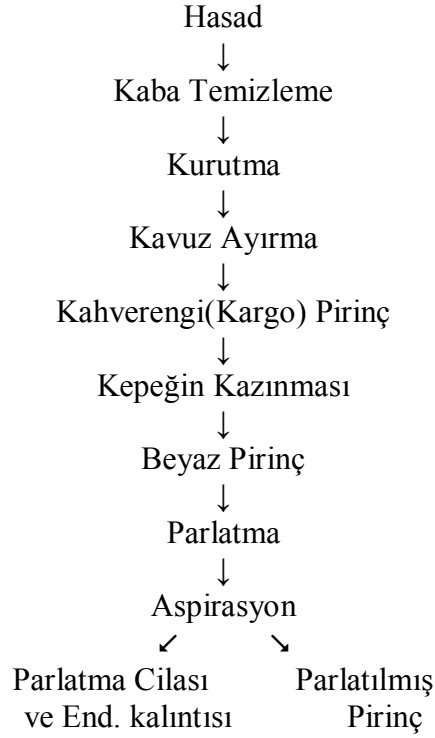 Hasad
↓
Kaba Temizleme
↓
Kurutma
↓
Kavuz Ayırma
↓
Kahverengi(Kargo) Pirinç
↓
Kepeğin Kazınması
↓
Beyaz Pirinç
↓
Parlatma
↓
Aspirasyon
↙ ↘
Parlatma Cilası Parlatılmış
ve End. kalıntısı Pirinç